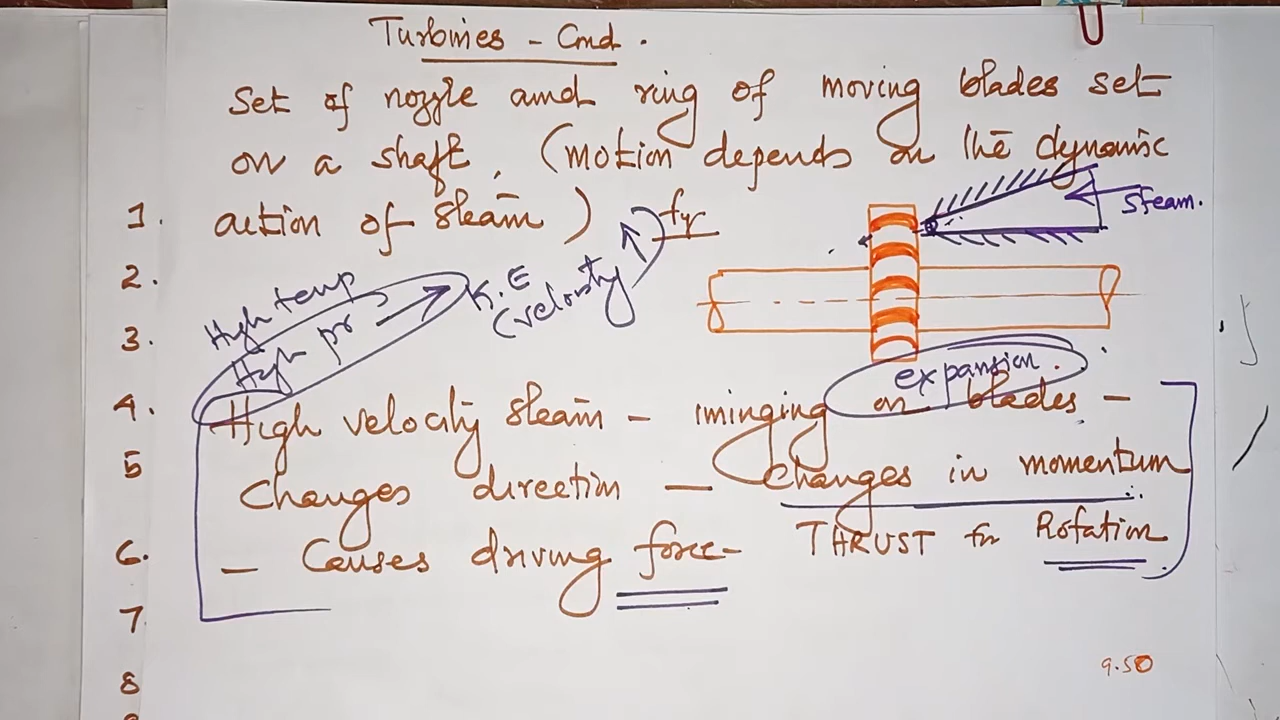 Turbines - Cntd.
Set of nozzle and ring of moving blades set
on a shaft. (motion depends on the dynamic
1. action of steam)
Steam.
2.
High temp
High pr → K.E
(velocity)
3.
expansion.
4. High velocity steam - iminging on blades -
5 changes direction - changes in momentum
6. - Causes driving force- THRUST for Rotation
7.
8
9.50